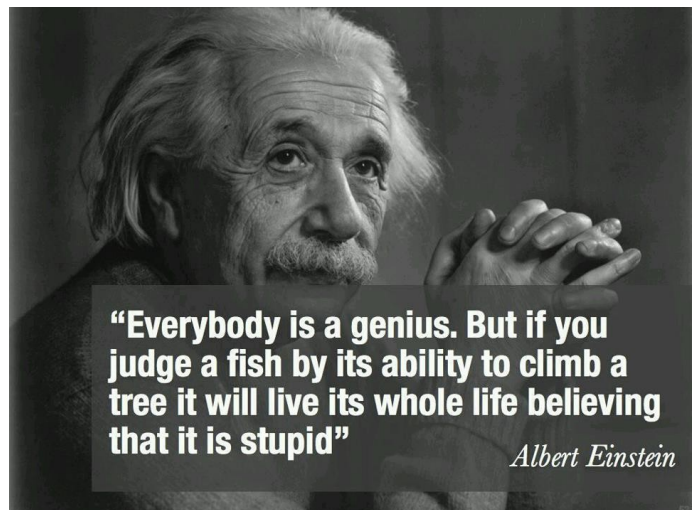 “Everybody is a genius. But if you
judge a fish by its ability to climb a
tree it will live its whole life believing
that it is stupid”
Albert Einstein